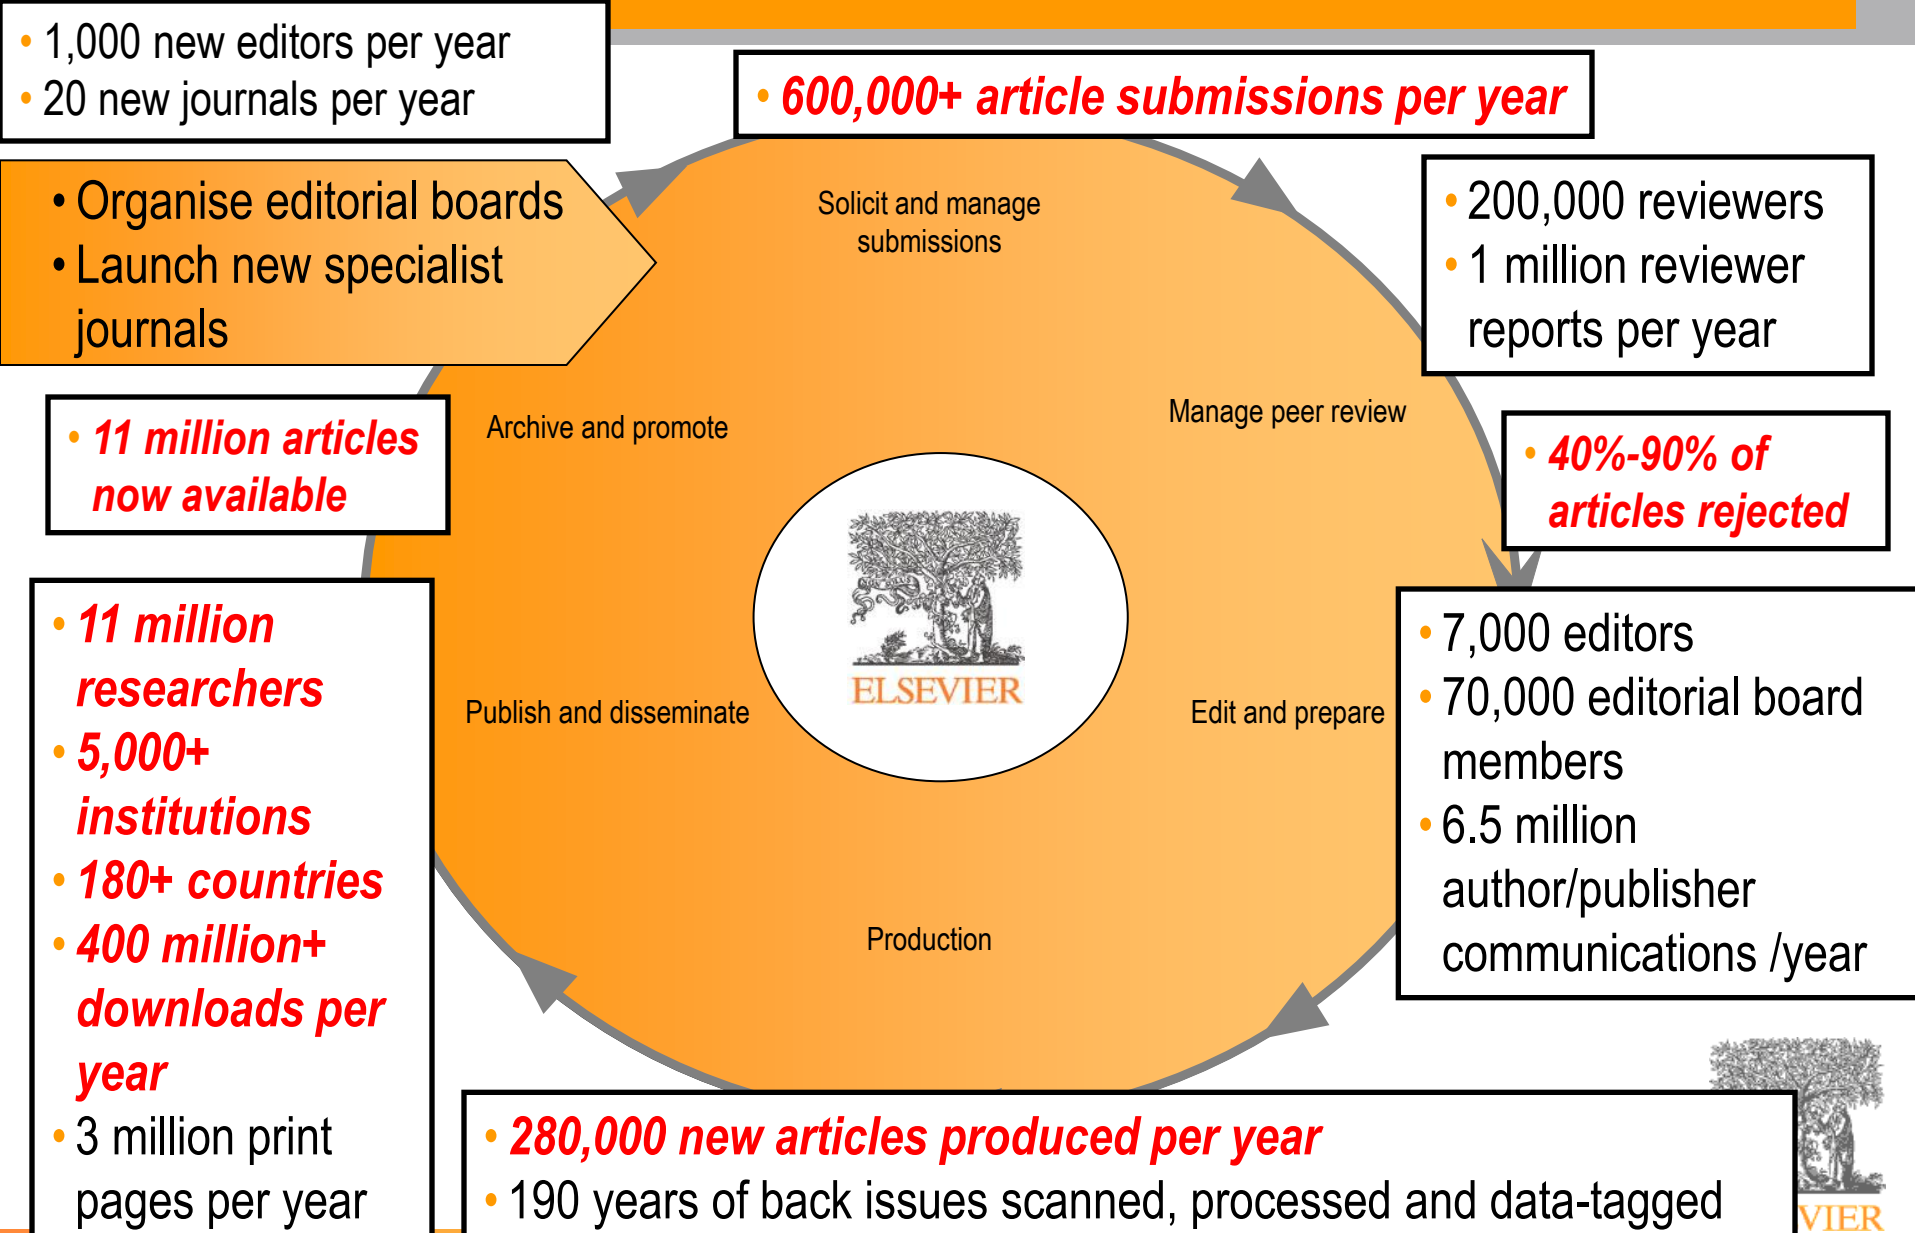 • 1,000 new editors per year
• 20 new journals per year
• 600,000+ article submissions per year
• Organise editorial boards
• Launch new specialist
journals
Solicit and manage
submissions
• 200,000 reviewers
• 1 million reviewer
reports per year
• 11 million articles
now available
Archive and promote
Manage peer review
• 40%-90% of
articles rejected
• 11 million
researchers
• 5,000+
institutions
• 180+ countries
• 400 million+
downloads per
year
• 3 million print
pages per year
Publish and disseminate
ELSEVIER
Edit and prepare
• 7,000 editors
• 70,000 editorial board
members
• 6.5 million
author/publisher
communications /year
Production
• 280,000 new articles produced per year
• 190 years of back issues scanned, processed and data-tagged
VIER